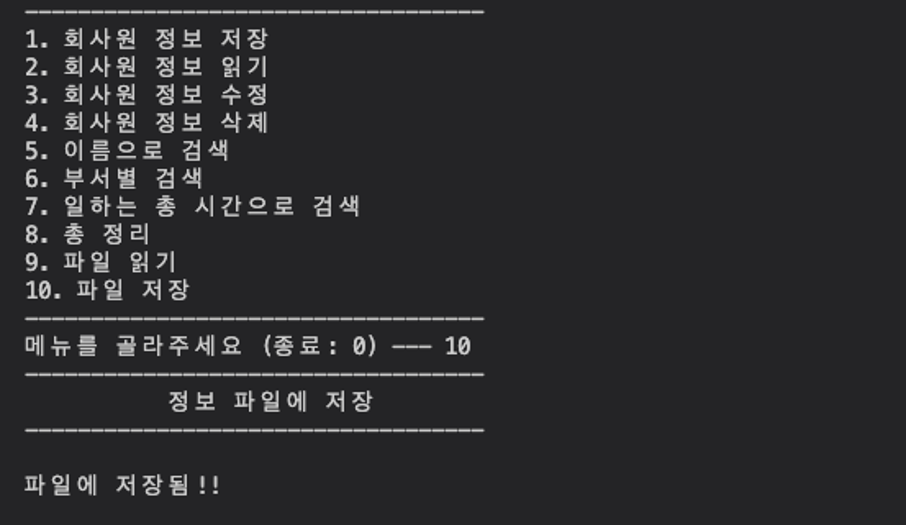 ------------------------------------
1. 회사원 정보 저장
2. 회사원 정보 읽기
3. 회사원 정보 수정
4. 회사원 정보 삭제
5. 이름으로 검색
6. 부서별 검색
7. 일하는 총 시간으로 검색
8. 총 정리
9. 파일 읽기
10. 파일 저장
------------------------------------
메뉴를 골라주세요 (종료: 0) --- 10
------------------------------------
정보 파일에 저장
------------------------------------
파일에 저장됨!!